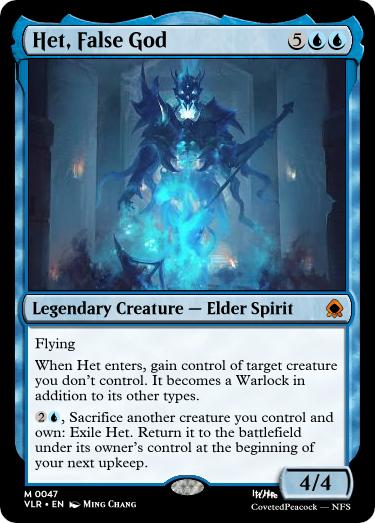 Het, False God 5
Legendary Creature — Elder Spirit
Flying
When Het enters, gain control of target creature
you don't control. It becomes a Warlock in
addition to its other types.
2, Sacrifice another creature you control and
own: Exile Het. Return it to the battlefield
under its owner's control at the beginning of
your next upkeep.
4/4
M 0047
VLR • EN Ming Chang
CovetedPeacock — NFS